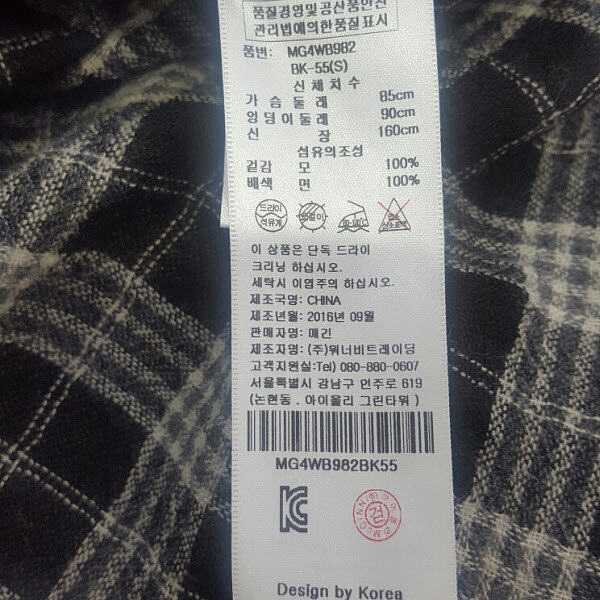 품질경영및공산품안전
관리법에의한품질표시
품번: MG4WB982
BK-55(S)
신체치수
가슴둘레 85cm
엉덩이둘레 90cm
신장 160cm
섬유의조성
겉감 모 100%
배색 면 100%
드라이
석유계
이 상품은 단독 드라이
크리닝 하십시오.
세탁시 이염주의 하십시오.
제조국명: CHINA
제조년월: 2016년 09월
판매자명: 매긴
제조자명: (주)워너비트레이딩
고객지원실:Tel) 080-880-0607
서울특별시 강남구 언주로 619
(논현동 . 아이올리 그린타워 )
MG4WB982BK55
검
Design by Korea